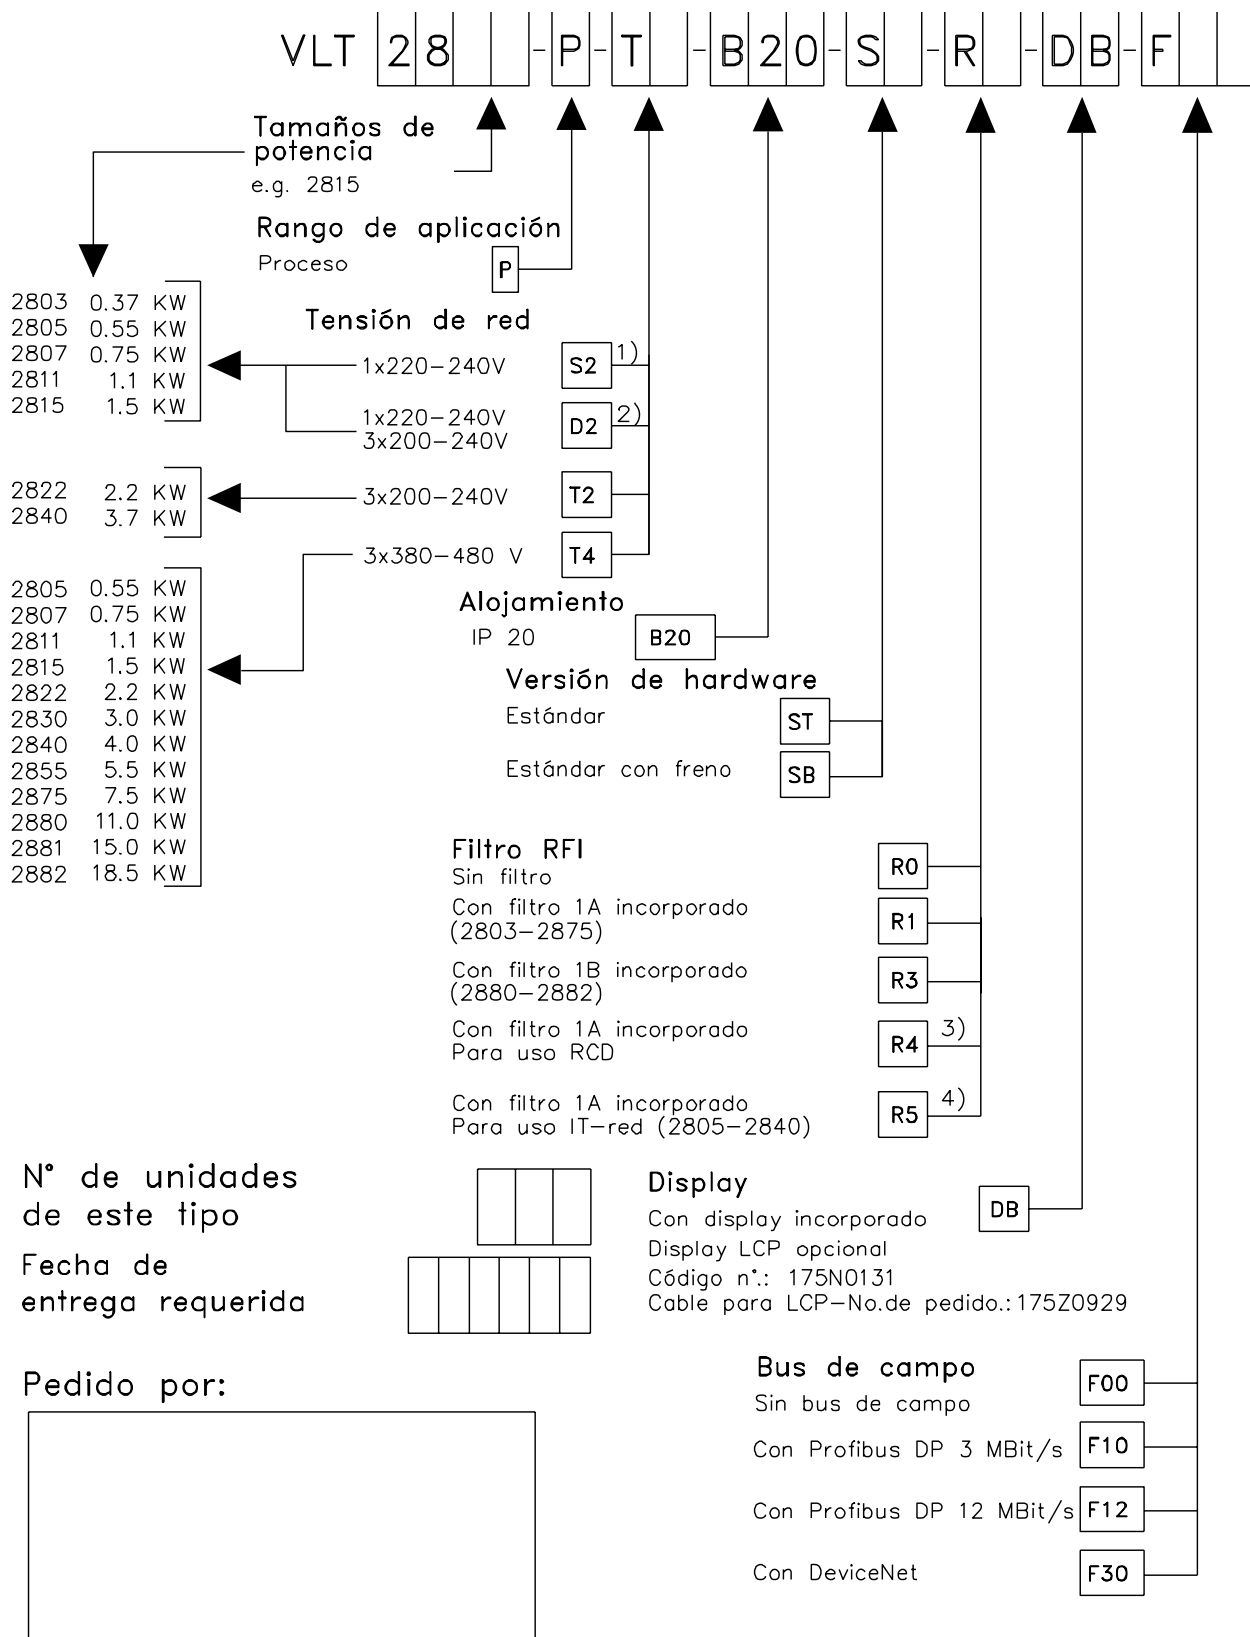 VLT 28 -P-T -B20-S -R -DB-F
Tamaños de
potencia
e.g. 2815
Rango de aplicación
Proceso
P
Tensión de red
2803 0.37 KW
2805 0.55 KW
2807 0.75 KW
2811 1.1 KW
2815 1.5 KW
1x220-240V S2 1)
1x220-240V
3x200-240V
D2 2)
2822 2.2 KW
2840 3.7 KW
3x200-240V T2
3x380-480 V T4
2805 0.55 KW
2807 0.75 KW
2811 1.1 KW
2815 1.5 KW
2822 2.2 KW
2830 3.0 KW
2840 4.0 KW
2855 5.5 KW
2875 7.5 KW
2880 11.0 KW
2881 15.0 KW
2882 18.5 KW
Alojamiento
IP 20 B20
Versión de hardware
Estándar ST
Estándar con freno SB
Filtro RFI
Sin filtro R0
Con filtro 1A incorporado
(2803-2875)
R1
Con filtro 1B incorporado
(2880-2882)
R3
Con filtro 1A incorporado
Para uso RCD
R4 3)
Con filtro 1A incorporado
Para uso IT-red (2805-2840)
R5 4)
N° de unidades
de este tipo
Fecha de
entrega requerida
Display
Con display incorporado DB
Display LCP opcional
Código n°.: 175N0131
Cable para LCP-No.de pedido.:175Z0929
Pedido por:
Bus de campo
Sin bus de campo F00
Con Profibus DP 3 MBit/s F10
Con Profibus DP 12 MBit/s F12
Con DeviceNet F30